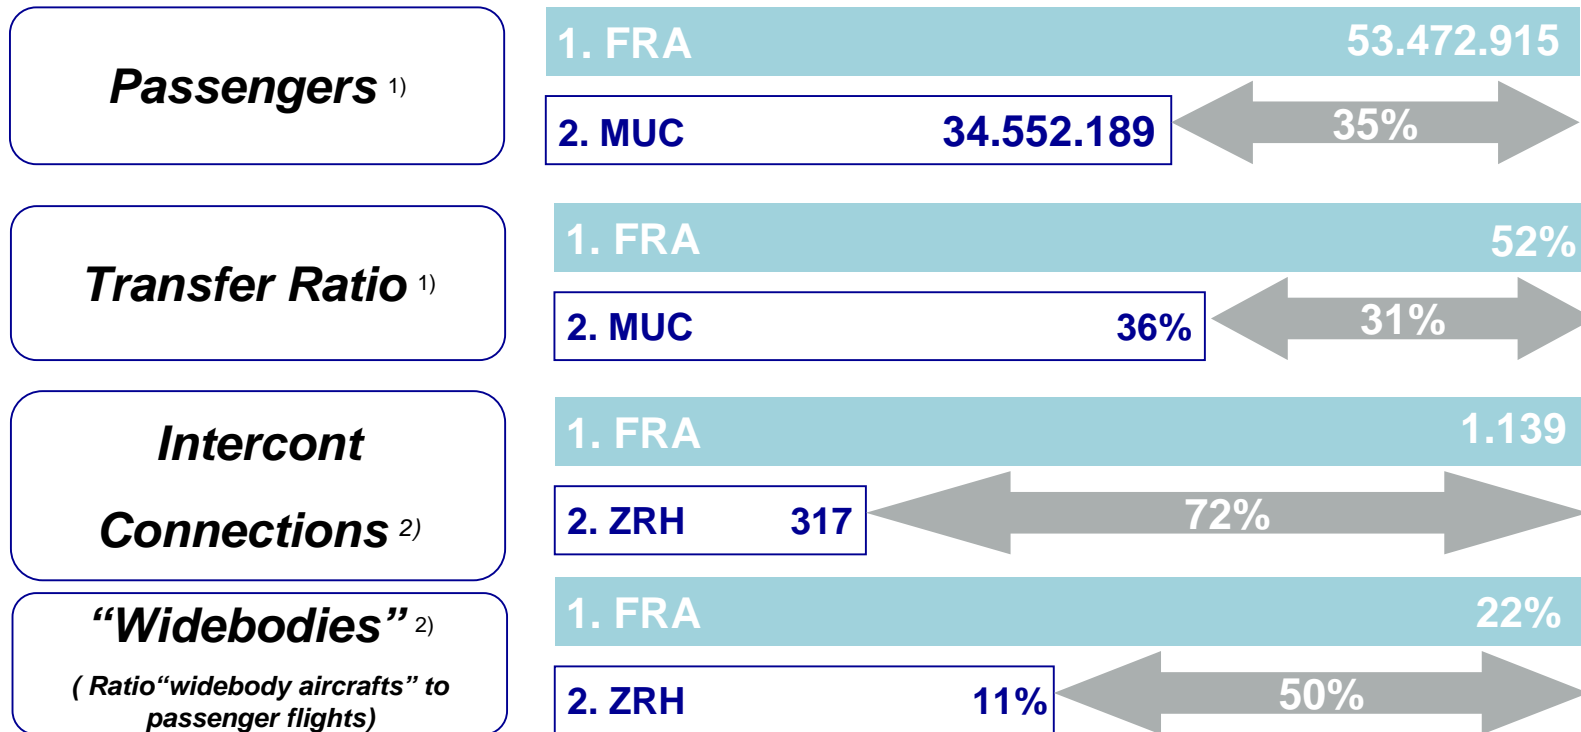 Passengers 1)
1. FRA 53.472.915
2. MUC 34.552.189 35%
Transfer Ratio 1)
1. FRA 52%
2. MUC 36% 31%
Intercont
Connections 2)
1. FRA 1.139
2. ZRH 317 72%
“Widebodies” 2)
( Ratio“widebody aircrafts” to
passenger flights)
1. FRA 22%
2. ZRH 11% 50%